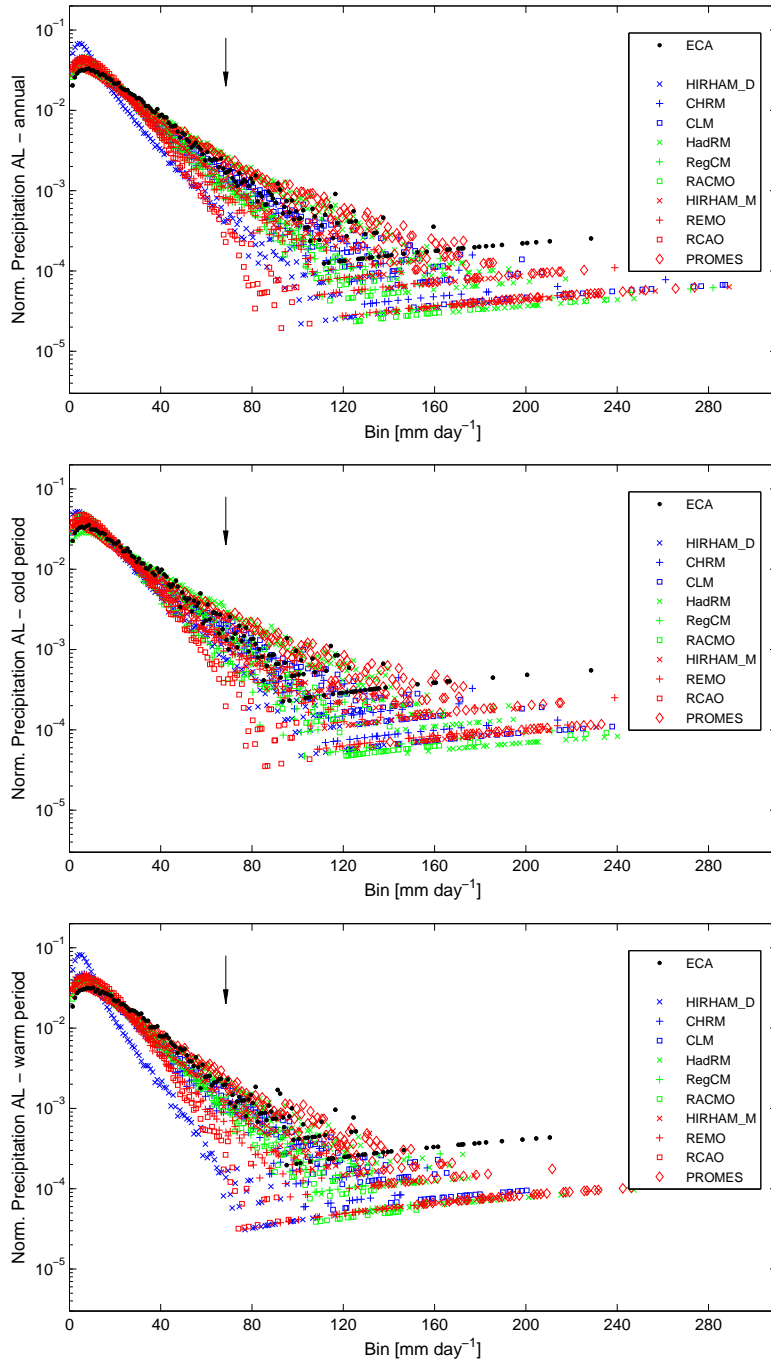 10⁻¹
10⁻²
10⁻³
10⁻⁴
10⁻⁵
Norm. Precipitation AL − annual
0 40 80 120 160 200 240 280
Bin [mm day⁻¹]
ECA
HIRHAM_D
CHRM
CLM
HadRM
RegCM
RACMO
HIRHAM_M
REMO
RCAO
PROMES
10⁻¹
10⁻²
10⁻³
10⁻⁴
10⁻⁵
Norm. Precipitation AL − cold period
0 40 80 120 160 200 240 280
Bin [mm day⁻¹]
ECA
HIRHAM_D
CHRM
CLM
HadRM
RegCM
RACMO
HIRHAM_M
REMO
RCAO
PROMES
10⁻¹
10⁻²
10⁻³
10⁻⁴
10⁻⁵
Norm. Precipitation AL − warm period
0 40 80 120 160 200 240 280
Bin [mm day⁻¹]
ECA
HIRHAM_D
CHRM
CLM
HadRM
RegCM
RACMO
HIRHAM_M
REMO
RCAO
PROMES